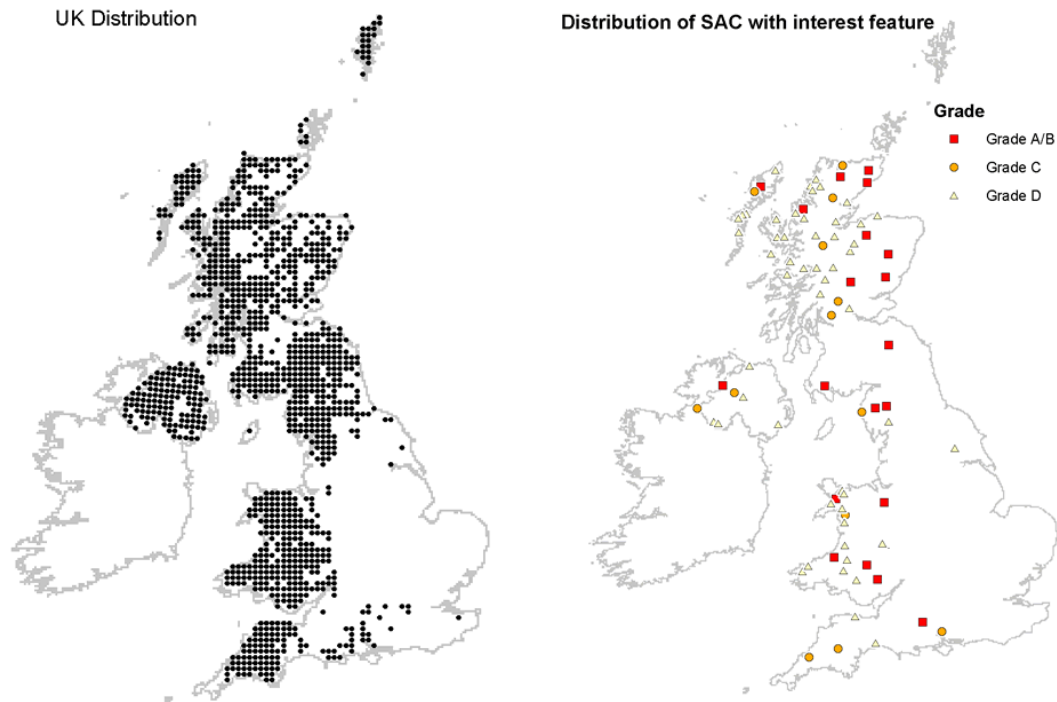 UK Distribution
Distribution of SAC with interest feature
Grade
Grade A/B
Grade C
Grade D